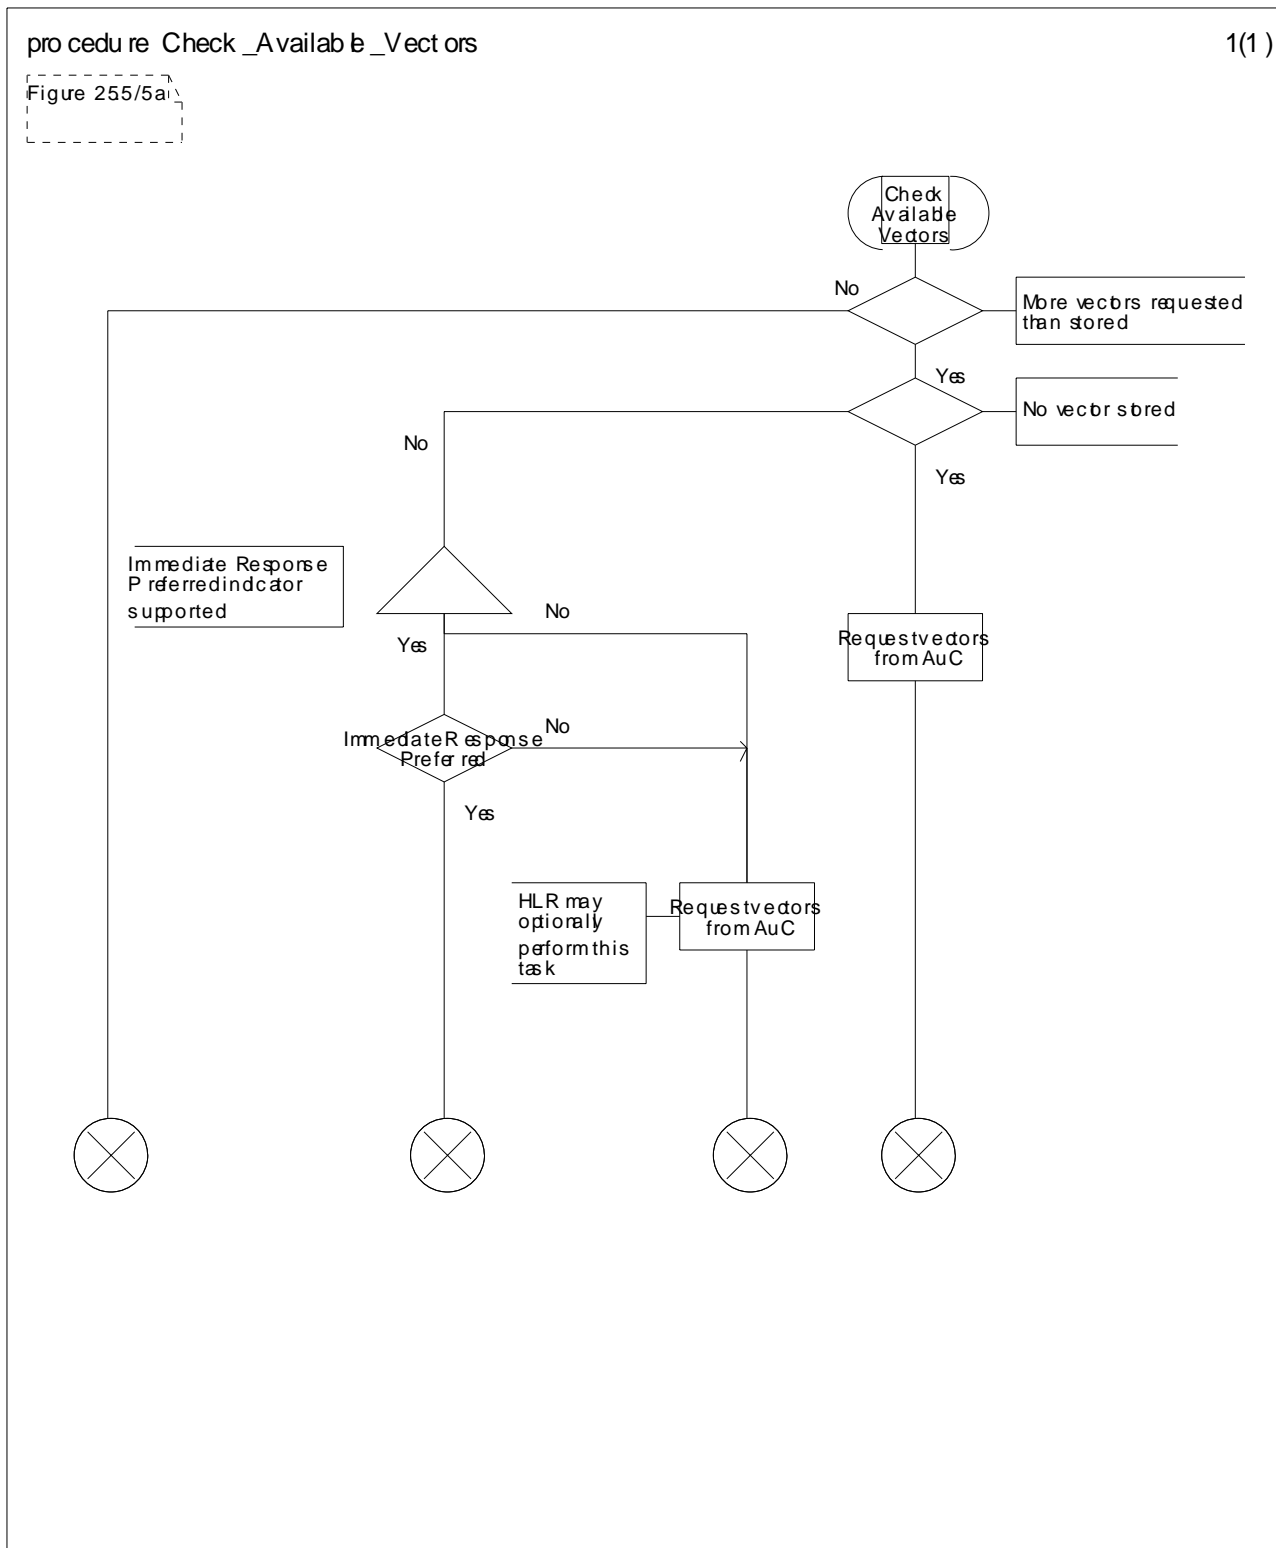 procedure Check_Available_Vectors
1(1)
Figure 25.5/5a
Check
Available
Vectors
No
More vectors requested
than stored
Yes
No vector stored
No
Yes
Immediate Response
Preferred indicator
supported
No
Yes
Request vectors
from AuC
Immediate Response
Preferred
No
Yes
HLR may
optionally
perform this
task
Request vectors
from AuC